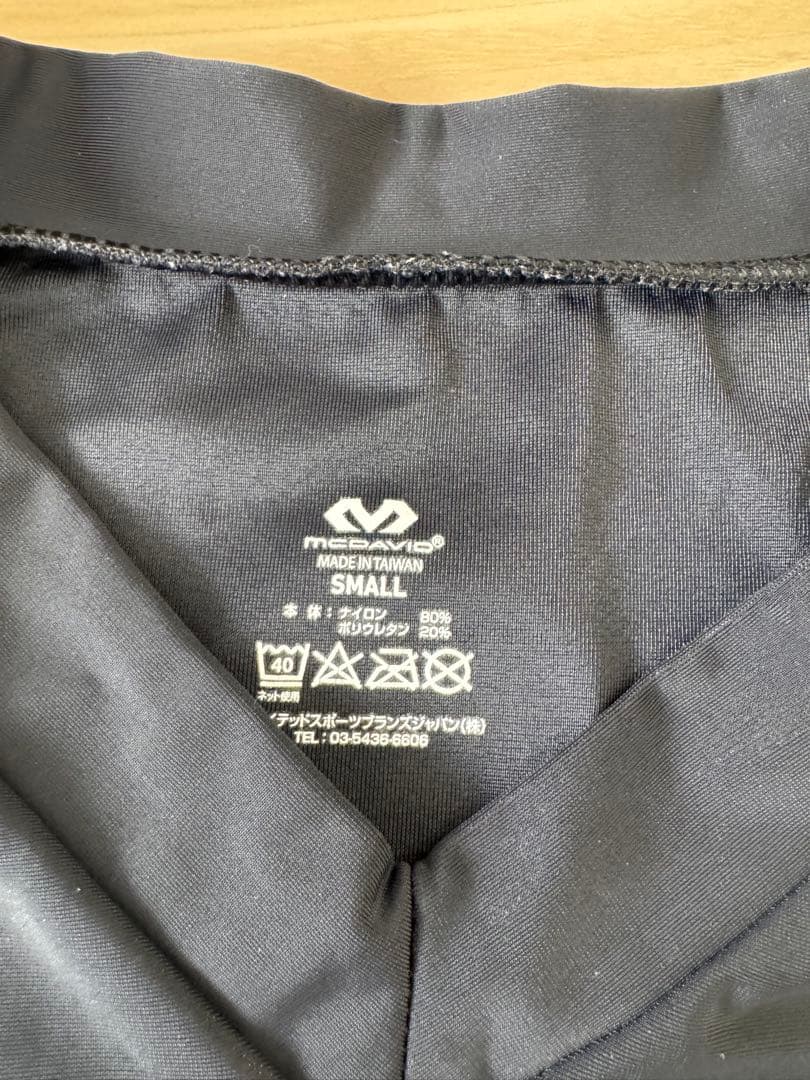 McDAVID®
MADE IN TAIWAN
SMALL
本 体：ナイロン 80%
ポリウレタン 20%
40
ネット使用
イテッドスポーツブランズジャパン(株)
TEL：03-5436-6606